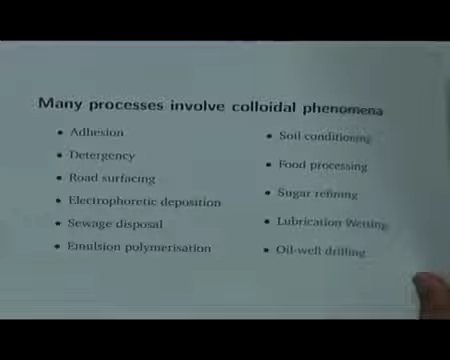 Many processes involve colloidal phenomena
• Adhesion
• Detergency
• Road surfacing
• Electrophoretic deposition
• Sewage disposal
• Emulsion polymerisation
• Soil conditioning
• Food processing
• Sugar refining
• Lubrication Wetting
• Oil-well drilling